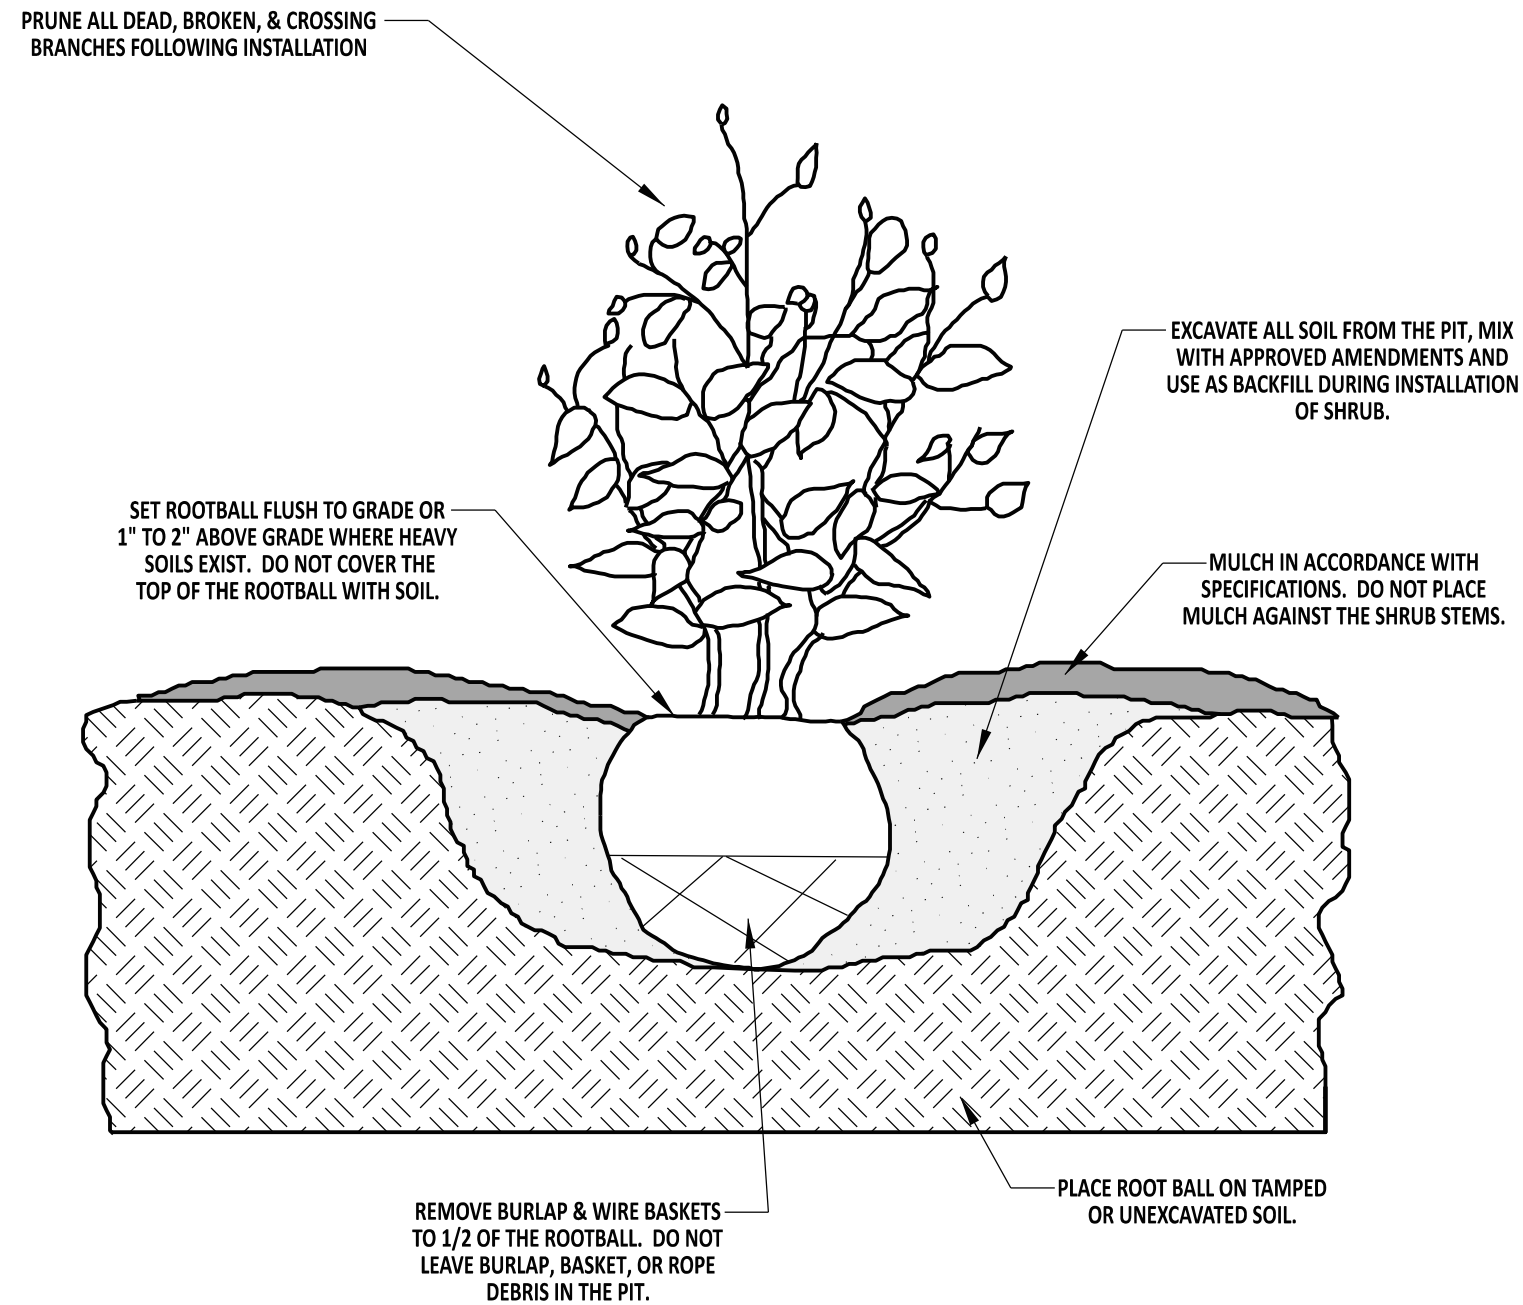 PRUNE ALL DEAD, BROKEN, & CROSSING
BRANCHES FOLLOWING INSTALLATION
EXCAVATE ALL SOIL FROM THE PIT, MIX
WITH APPROVED AMENDMENTS AND
USE AS BACKFILL DURING INSTALLATION
OF SHRUB.
SET ROOTBALL FLUSH TO GRADE OR
1" TO 2" ABOVE GRADE WHERE HEAVY
SOILS EXIST.  DO NOT COVER THE
TOP OF THE ROOTBALL WITH SOIL.
MULCH IN ACCORDANCE WITH
SPECIFICATIONS.  DO NOT PLACE
MULCH AGAINST THE SHRUB STEMS.
PLACE ROOT BALL ON TAMPED
OR UNEXCAVATED SOIL.
REMOVE BURLAP & WIRE BASKETS
TO 1/2 OF THE ROOTBALL.  DO NOT
LEAVE BURLAP, BASKET, OR ROPE
DEBRIS IN THE PIT.